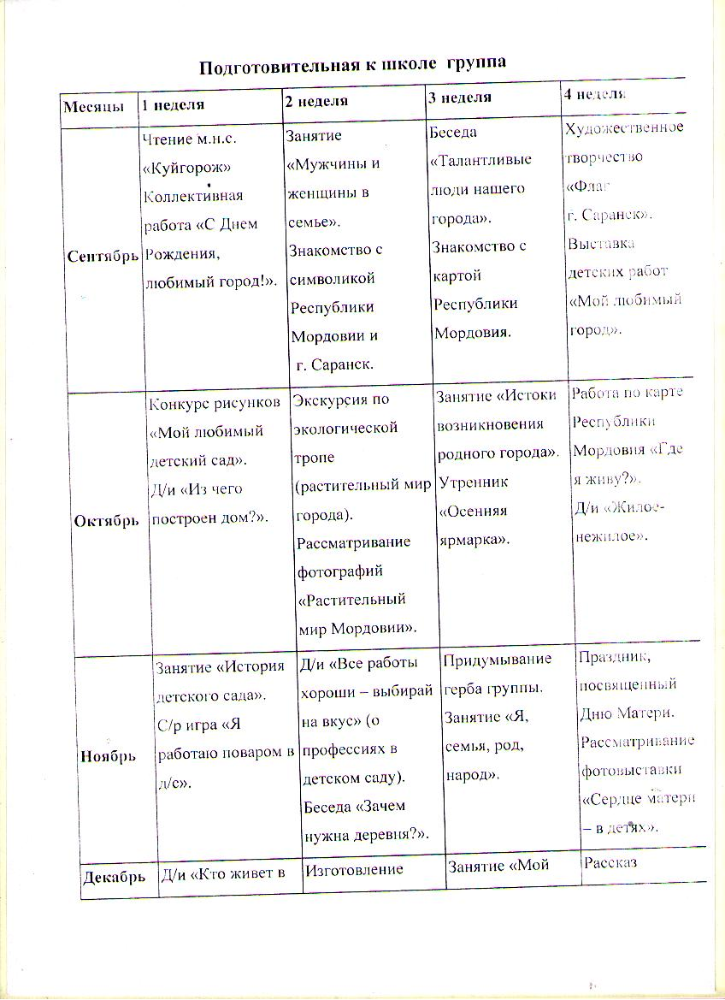 Подготовительная к школе группа
Месяцы
1 неделя
2 неделя
3 неделя
4 неделя
Сентябрь
Чтение м.н.с.
«Куйгорож»
Коллективная
работа «С Днем
Рождения,
любимый город!».
Занятие
«Мужчины и
женщины в
семье».
Знакомство с
символикой
Республики
Мордовии и
г. Саранск.
Беседа
«Талантливые
люди нашего
города».
Знакомство с
картой
Республики
Мордовия.
Художественное
творчество
«Флаг
г. Саранск».
Выставка
детских работ
«Мой любимый
город».
Октябрь
Конкурс рисунков
«Мой любимый
детский сад».
Д/и «Из чего
построен дом?».
Экскурсия по
экологической
тропе
(растительный мир
города).
Рассматривание
фотографий
«Растительный
мир Мордовии».
Занятие «Истоки
возникновения
родного города».
Утренник
«Осенняя
ярмарка».
Работа по карте
Республики
Мордовия «Где
я живу?».
Д/и «Жилое-
нежилое».
Ноябрь
Занятие «История
детского сада».
С/р игра «Я
работаю поваром в
д/с».
Д/и «Все работы
хороши – выбирай
на вкус» (о
профессиях в
детском саду).
Беседа «Зачем
нужна деревня?».
Придумывание
герба группы.
Занятие «Я,
семья, род,
народ».
Праздник,
посвященный
Дню Матери.
Рассматривание
фотовыставки
«Сердце матери
– в детях».
Декабрь
Д/и «Кто живет в
Изготовление
Занятие «Мой
Рассказ